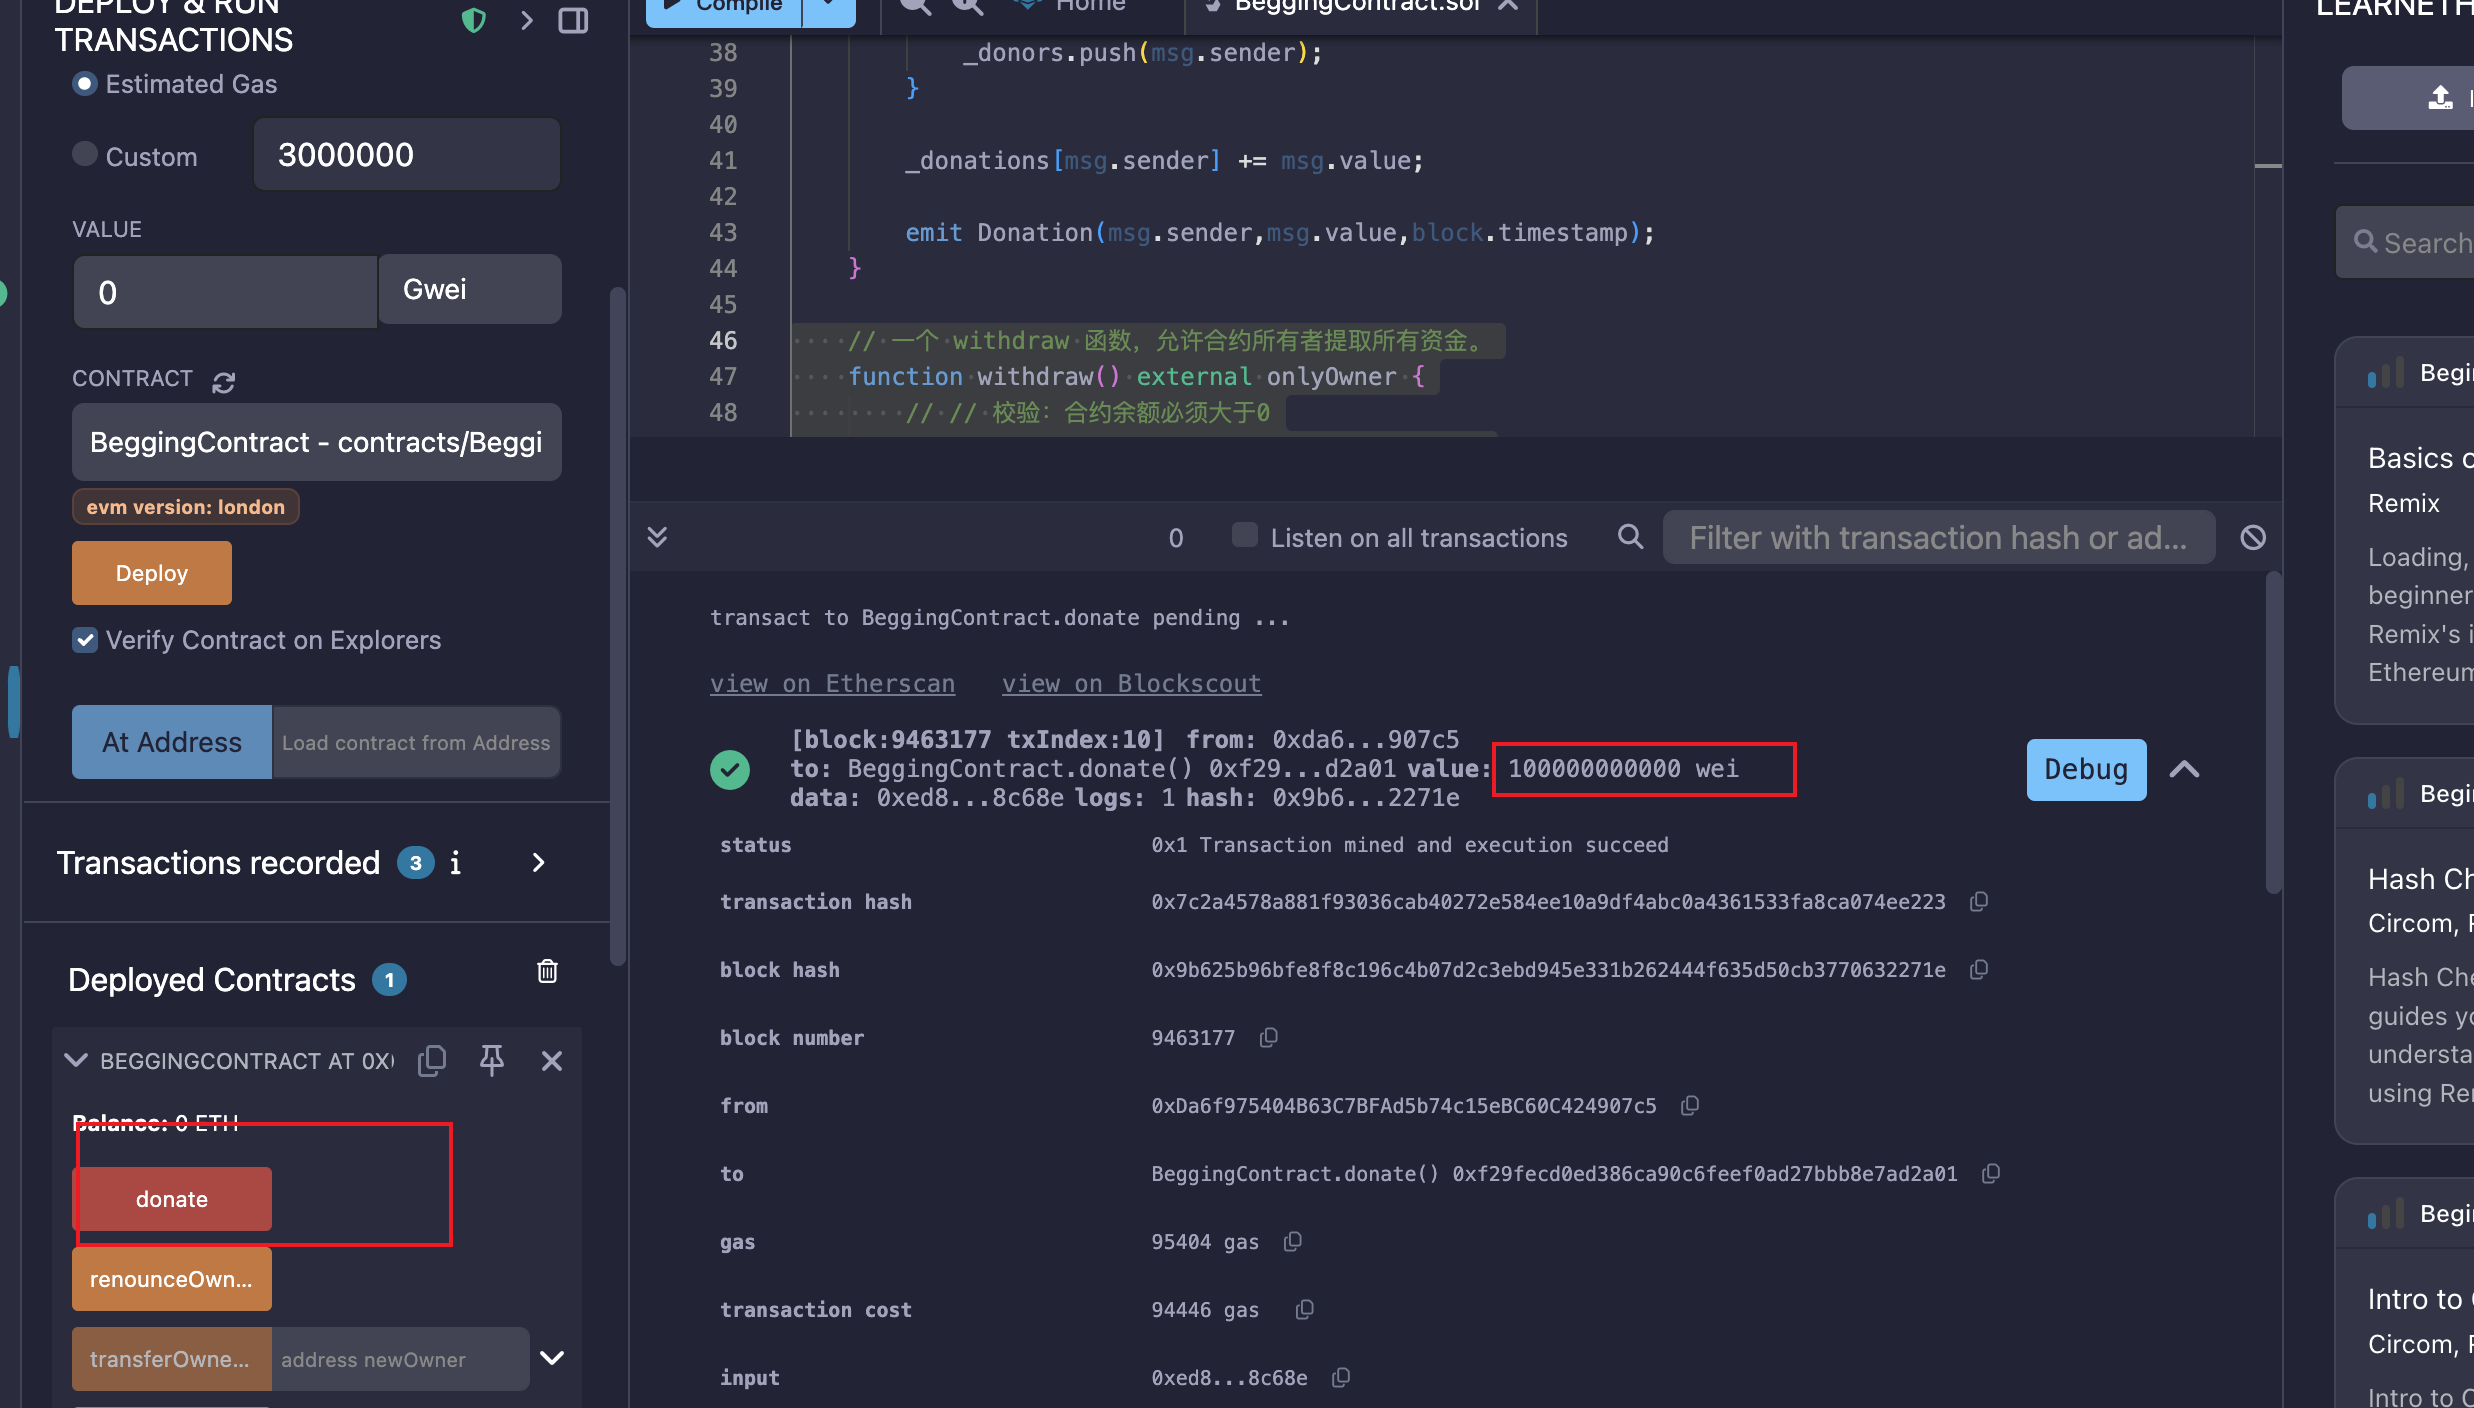 DEPLOY & RUN
TRANSACTIONS
Estimated Gas
Custom
3000000
VALUE
0
Gwei
CONTRACT
BeggingContract - contracts/Beggi
evm version: london
Deploy
Verify Contract on Explorers
At Address
Load contract from Address
Transactions recorded 3 i
Deployed Contracts 1
BEGGINGCONTRACT AT 0X
Balance: 0 ETH
donate
renounceOwn...
transferOwne...
address newOwner
Compile
Home
BeggingContract.sol
38 _donors.push(msg.sender);
39 }
40
41 _donations[msg.sender] += msg.value;
42
43 emit Donation(msg.sender,msg.value,block.timestamp);
44 }
45
46 // 一个 withdraw 函数，允许合约所有者提取所有资金。
47 function withdraw() external onlyOwner {
48 // // 校验：合约余额必须大于0
0
Listen on all transactions
Filter with transaction hash or ad...
transact to BeggingContract.donate pending ...
view on Etherscan view on Blockscout
[block:9463177 txIndex:10] from: 0xda6...907c5
to: BeggingContract.donate() 0xf29...d2a01 value: 100000000000 wei
data: 0xed8...8c68e logs: 1 hash: 0x9b6...2271e
Debug
status 0x1 Transaction mined and execution succeed
transaction hash 0x7c2a4578a881f93036cab40272e584ee10a9df4abc0a4361533fa8ca074ee223
block hash 0x9b625b96bfe8f8c196c4b07d2c3ebd945e331b262444f635d50cb3770632271e
block number 9463177
from 0xDa6f975404B63C7BFAd5b74c15eBC60C424907c5
to BeggingContract.donate() 0xf29fecd0ed386ca90c6feef0ad27bbb8e7ad2a01
gas 95404 gas
transaction cost 94446 gas
input 0xed8...8c68e
LEARNETH
Search
Begi
Basics
Remix
Loading,
beginner
Remix's i
Ethereum
Begi
Hash Ch
Circom,
Hash Che
guides yo
understa
using Re
Begi
Intro to
Circom,
Intro to